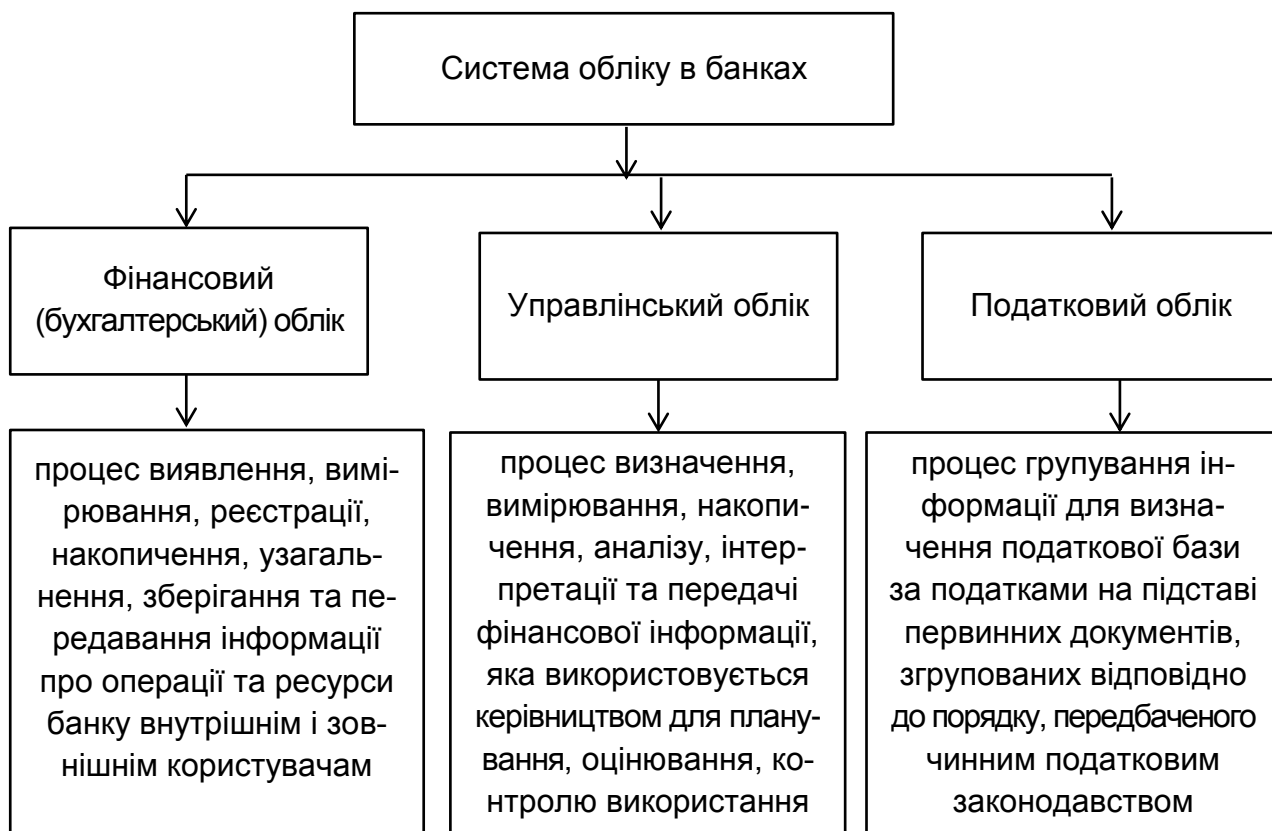 Система обліку в банках
Фінансовий
(бухгалтерський) облік
Управлінський облік
Податковий облік
процес виявлення, вимі-
рювання, реєстрації,
накопичення, узагаль-
нення, зберігання та пе-
редавання інформації
про операції та ресурси
банку внутрішнім і зов-
нішнім користувачам
процес визначення,
вимірювання, накопи-
чення, аналізу, інтер-
претації та передачі
фінансової інформації,
яка використовується
керівництвом для плану-
вання, оцінювання, ко-
нтролю використання
процес групування ін-
формації для визна-
чення податкової бази
за податками на підставі
первинних документів,
згрупованих відповідно
до порядку, передбаченого
чинним податковим
законодавством